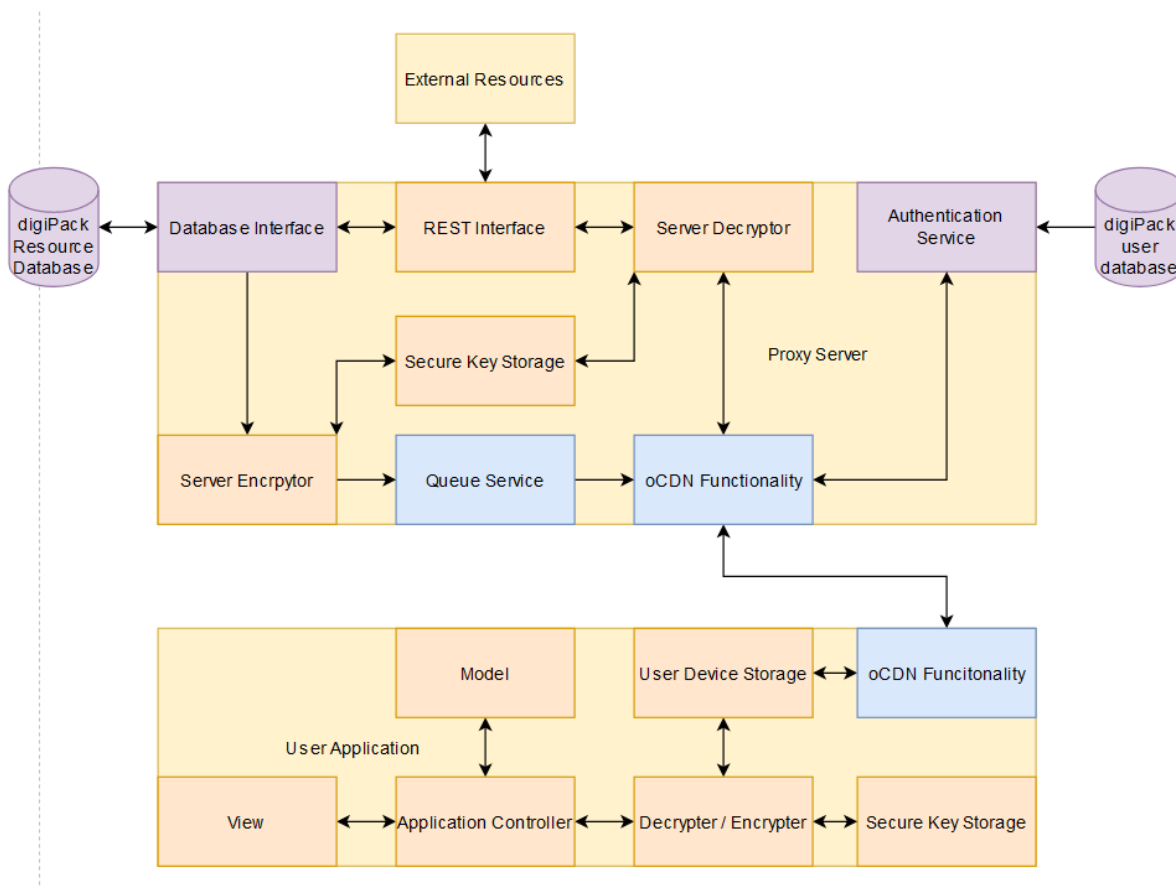 External Resources
digiPack
Resource
Database
Database Interface
REST Interface
Server Decryptor
Authentication
Service
digiPack
user
database
Secure Key Storage
Proxy Server
Server Encrpytor
Queue Service
oCDN Functionality
Model
User Device Storage
oCDN Funcitonality
User Application
View
Application Controller
Decrypter / Encrypter
Secure Key Storage